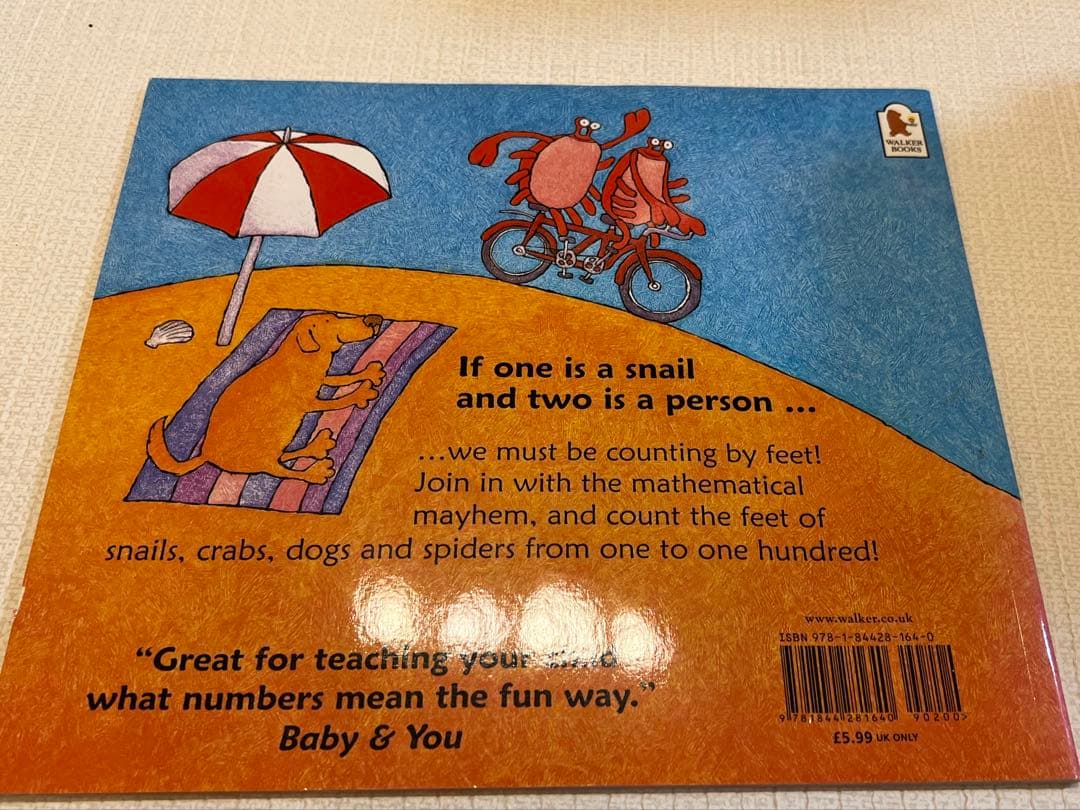 WALKER
BOOKS
If one is a snail
and two is a person ...
...we must be counting by feet!
Join in with the mathematical
mayhem, and count the feet of
snails, crabs, dogs and spiders from one to one hundred!
“Great for teaching your
what numbers mean the fun way.”
Baby & You
www.walker.co.uk
ISBN 978-1-84428-164-0
9 781844 281640 90200>
£5.99 UK ONLY